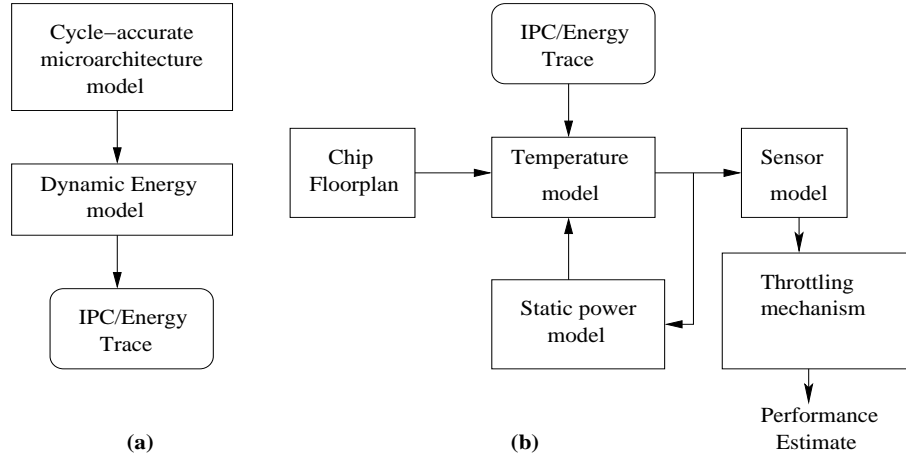 Cycle−accurate
microarchitecture
model
Dynamic Energy
model
IPC/Energy
Trace
(a)
IPC/Energy
Trace
Chip
Floorplan
Temperature
model
Sensor
model
Static power
model
Throttling
mechanism
Performance
Estimate
(b)